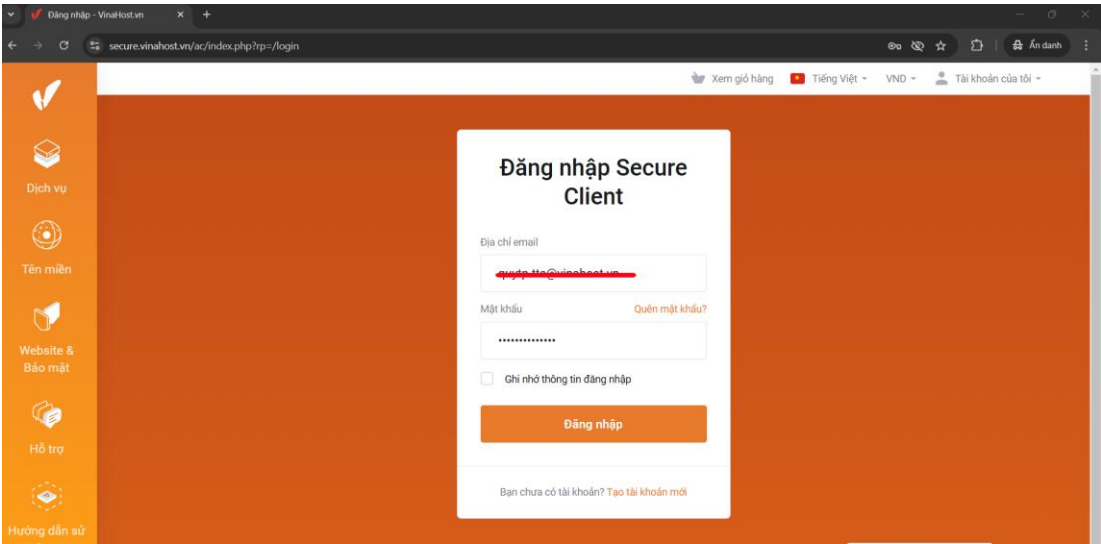 Đăng nhập - VinaHost.vn
secure.vinahost.vn/ac/index.php?rp=/login
Ẩn danh
Xem giỏ hàng
Tiếng Việt
VND
Tài khoản của tôi
Dịch vụ
Tên miền
Website &
Bảo mật
Hỗ trợ
Hướng dẫn sử
Đăng nhập Secure
Client
Địa chỉ email
Mật khẩu
Quên mật khẩu?
Ghi nhớ thông tin đăng nhập
Đăng nhập
Bạn chưa có tài khoản? Tạo tài khoản mới